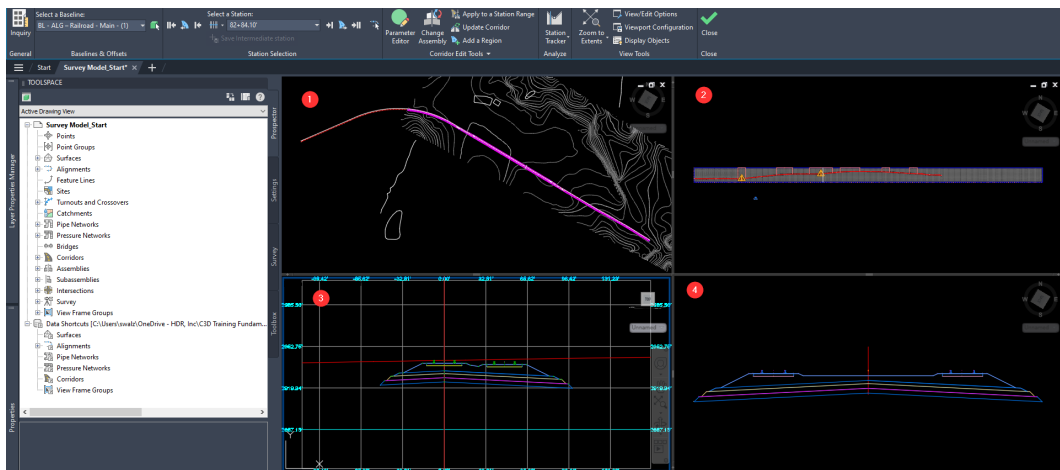 Select a Baseline:
BL - ALG - Railroad - Main - (1)
Select a Station:
82+84.10'
Save Intermediate station
Inquiry
Parameter Editor
Change Assembly
Apply to a Station Range
Update Corridor
Add a Region
Station Tracker
Zoom to Extents
View/Edit Options
Viewport Configuration
Display Objects
Close
General
Baselines & Offsets
Station Selection
Corridor Edit Tools
Analyze
View Tools
Close
Start
Survey Model_Start*
TOOLSPACE
Active Drawing View
Survey Model_Start
Points
Point Groups
Surfaces
Alignments
Feature Lines
Sites
Turnouts and Crossovers
Catchments
Pipe Networks
Pressure Networks
Bridges
Corridors
Assemblies
Subassemblies
Intersections
Survey
View Frame Groups
Data Shortcuts [C:\Users\swalz\OneDrive - HDR, Inc\C3D Training Fundam...
Surfaces
Alignments
Pipe Networks
Pressure Networks
Corridors
View Frame Groups
Layer Properties Manager
Properties
Prospector
Settings
Survey
Toolbox
1
2
3
4
0.00'
Unnamed
Y
X